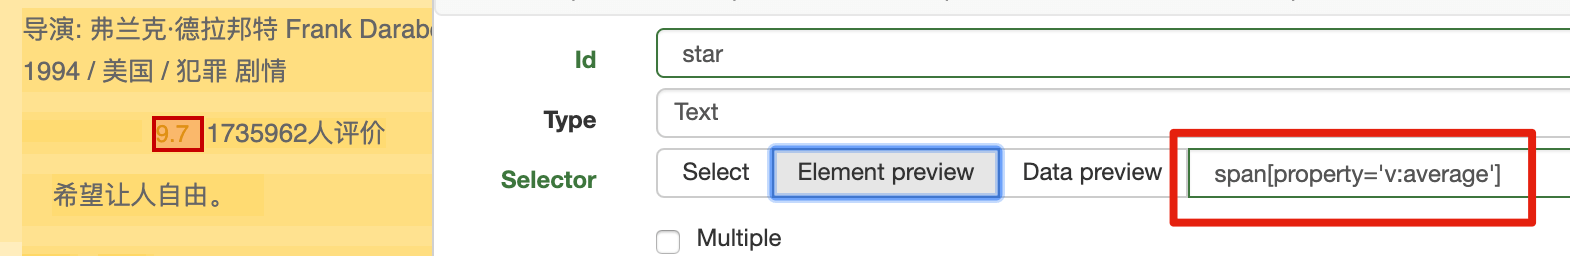 导演: 弗兰克·德拉邦特 Frank Darab
1994 / 美国 / 犯罪 剧情
9.7 1735962人评价
希望让人自由。
Id
star
Type
Text
Selector
Select
Element preview
Data preview
span[property='v:average']
Multiple